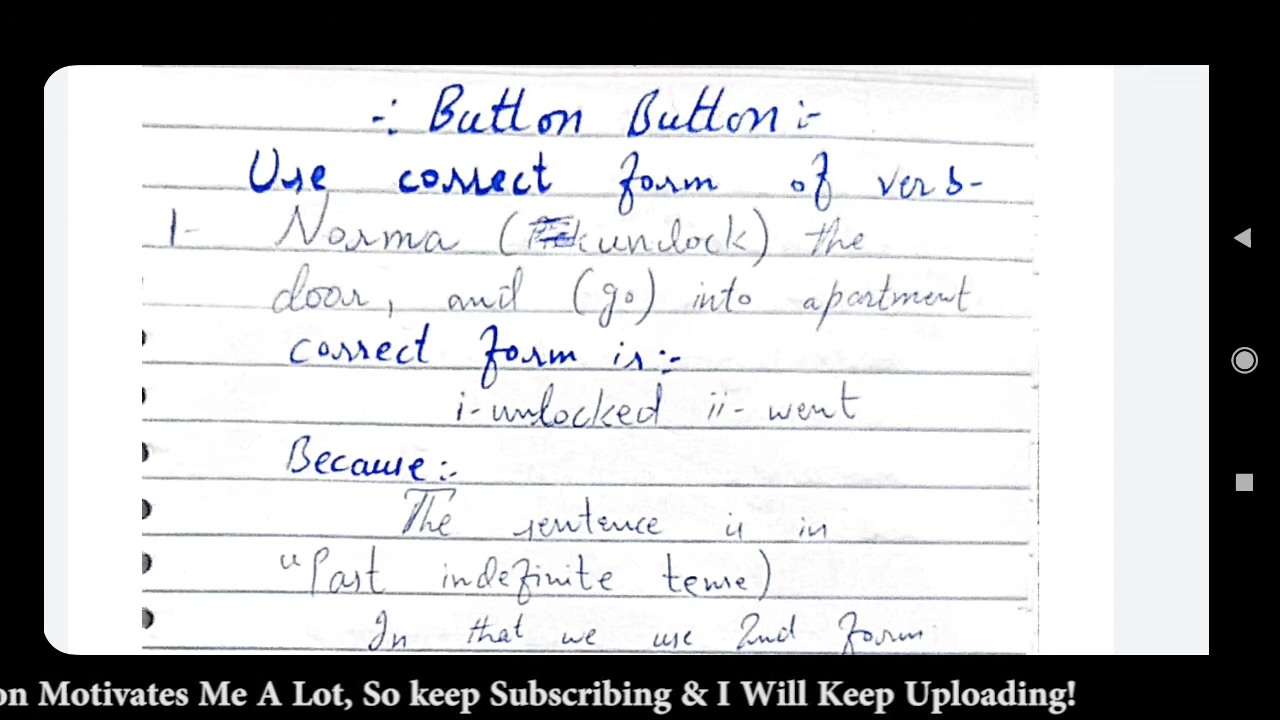 -: Button Button :-
Use correct form of verb-
1- Norma ( unlock) the
door, and (go) into apartment
correct form is :-
i-unlocked ii- went
Because :-
The sentence is in
"Past indefinite tense)
In that we use 2nd form
on Motivates Me A Lot, So keep Subscribing & I Will Keep Uploading!